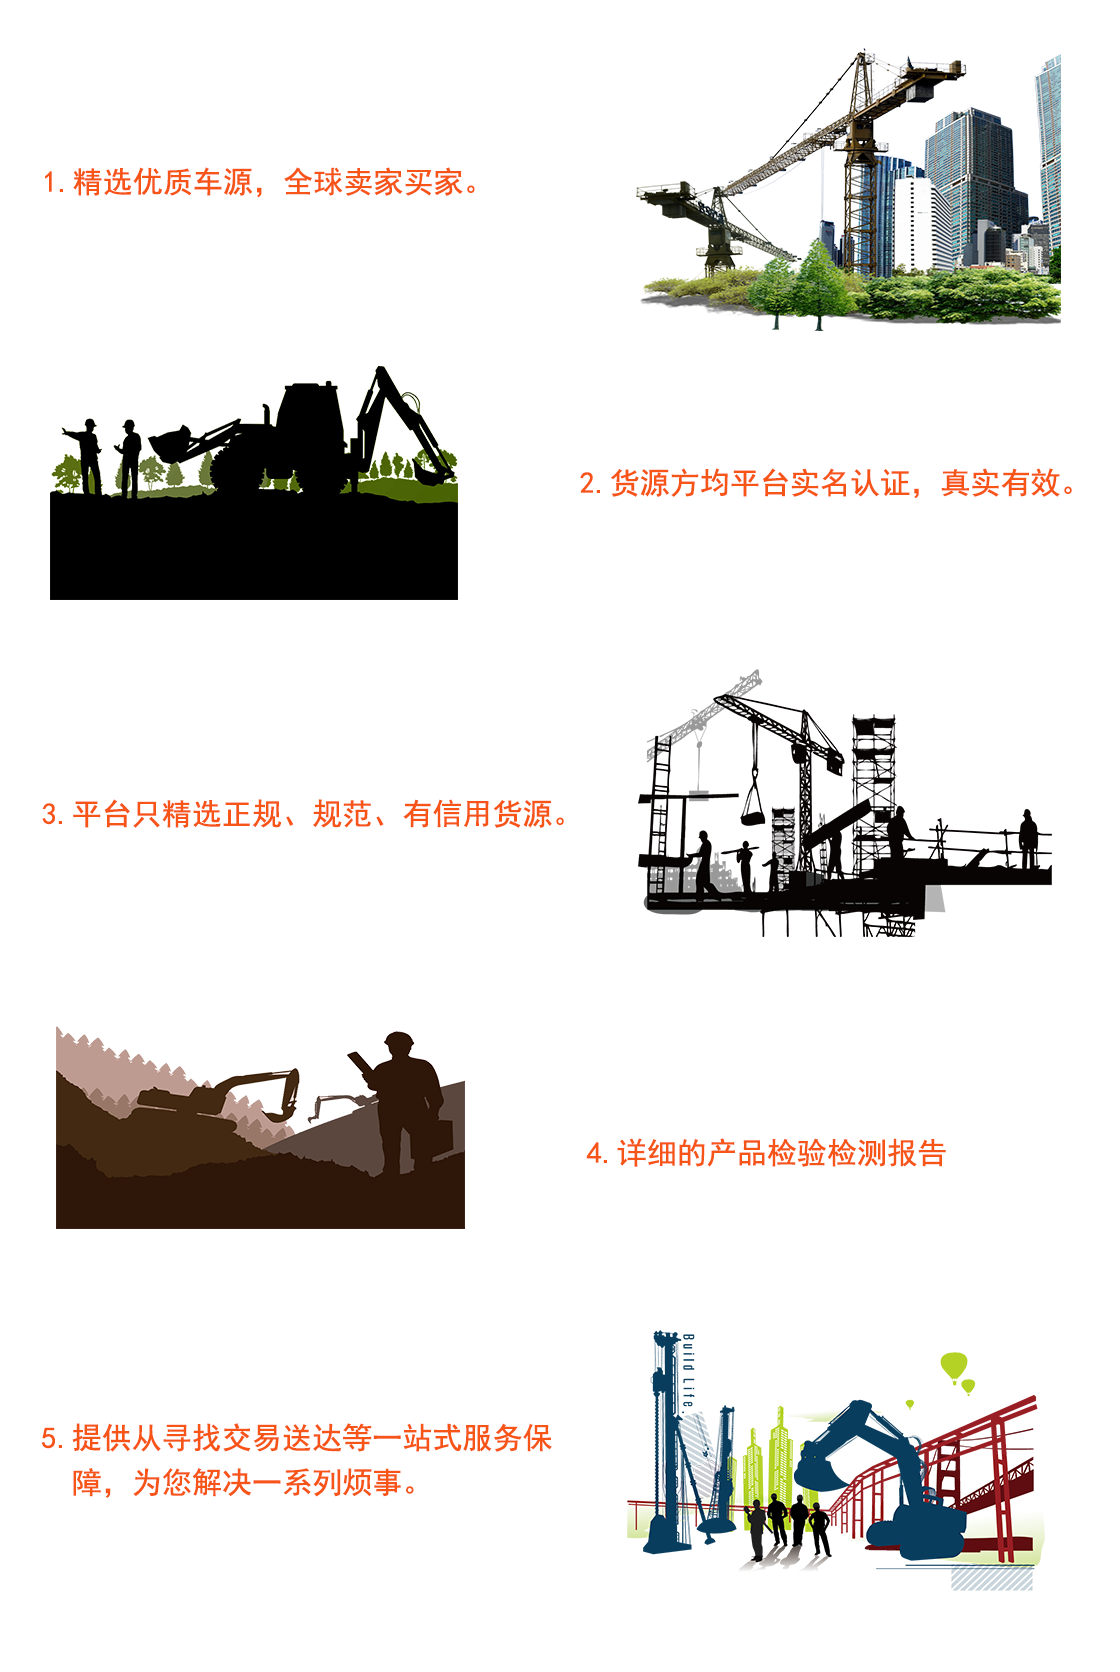 1.精选优质车源，全球卖家买家。
2.货源方均平台实名认证，真实有效。
3.平台只精选正规、规范、有信用货源。
4.详细的产品检验检测报告
Build Life.
5.提供从寻找交易送达等一站式服务保
障，为您解决一系列烦事。